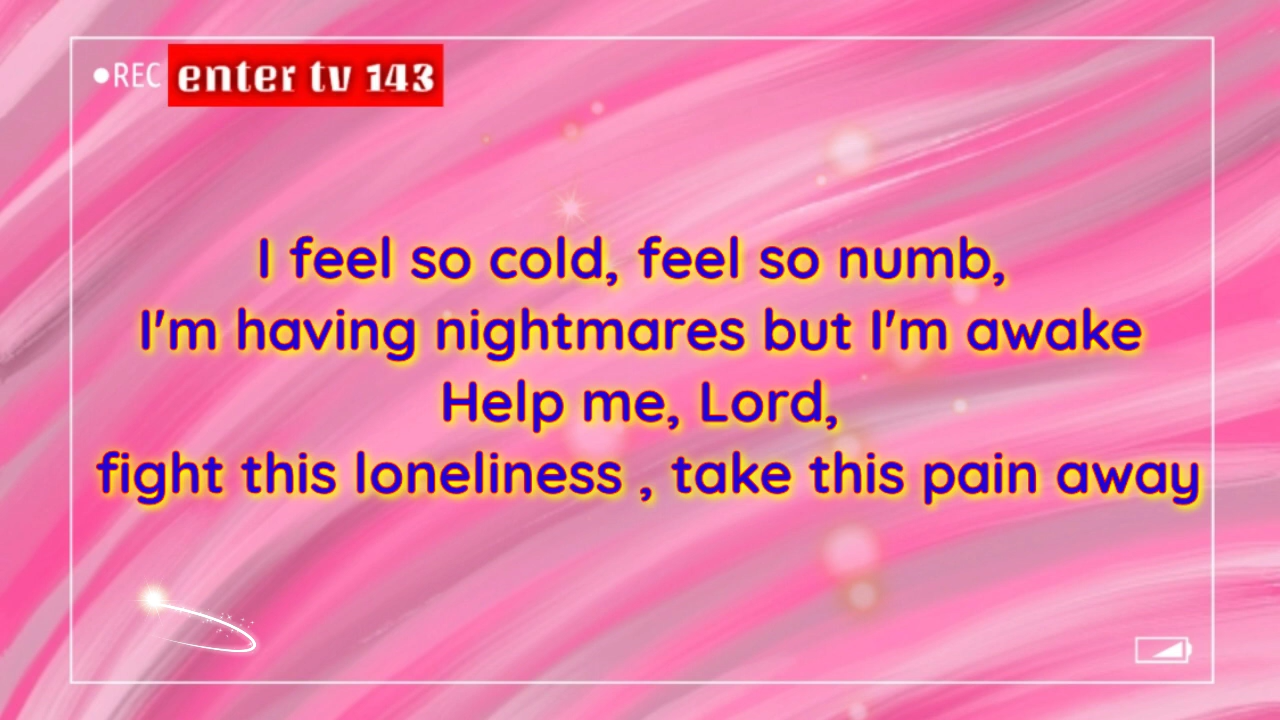 REC enter tv 143
I feel so cold, feel so numb,
I'm having nightmares but I'm awake
Help me, Lord,
fight this loneliness , take this pain away